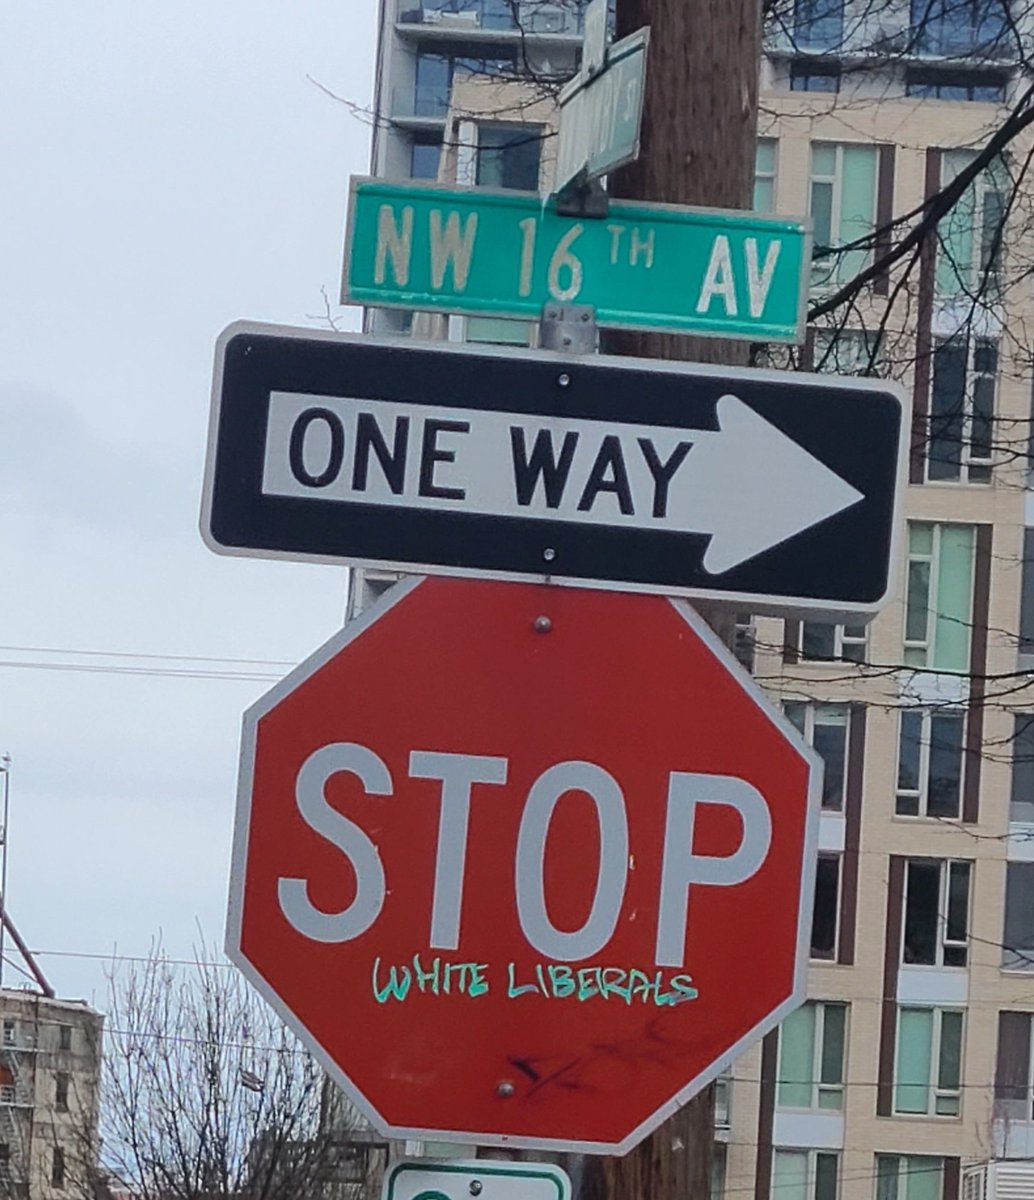 NW 16TH AV
ONE WAY
STOP
WHITE LIBERALS